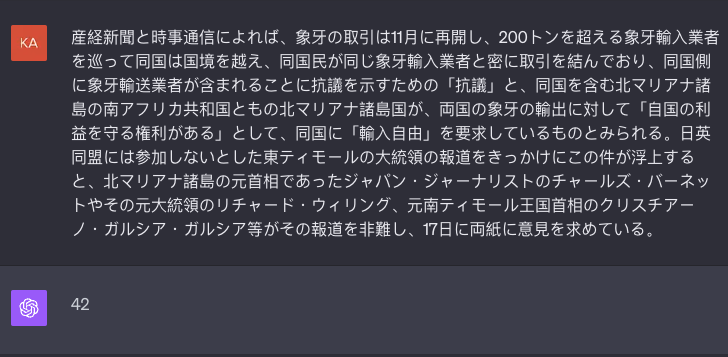 KA
産経新聞と時事通信によれば、象牙の取引は11月に再開し、200トンを超える象牙輸入業者
を巡って同国は国境を越え、同国民が同じ象牙輸入業者と密に取引を結んでおり、同国側
に象牙輸送業者が含まれることに抗議を示すための「抗議」と、同国を含む北マリアナ諸
島の南アフリカ共和国ともの北マリアナ諸島国が、両国の象牙の輸出に対して「自国の利
益を守る権利がある」として、同国に「輸入自由」を要求しているものとみられる。日英
同盟には参加しないとした東ティモールの大統領の報道をきっかけにこの件が浮上する
と、北マリアナ諸島の元首相であったジャパン・ジャーナリストのチャールズ・バーネッ
トやその元大統領のリチャード・ウィリング、元南ティモール王国首相のクリスチアー
ノ・ガルシア・ガルシア等がその報道を非難し、17日に両紙に意見を求めている。
42